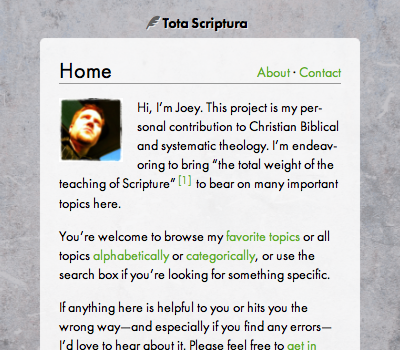 Tota Scriptura
Home
About · Contact
Hi, I’m Joey. This project is my per-
sonal contribution to Christian Biblical
and systematic theology. I’m endeav-
oring to bring “the total weight of the
teaching of Scripture” [1] to bear on many important
topics here.
You’re welcome to browse my favorite topics or all
topics alphabetically or categorically, or use the
search box if you’re looking for something specific.
If anything here is helpful to you or hits you the
wrong way—and especially if you find any errors—
I’d love to hear about it. Please feel free to get in